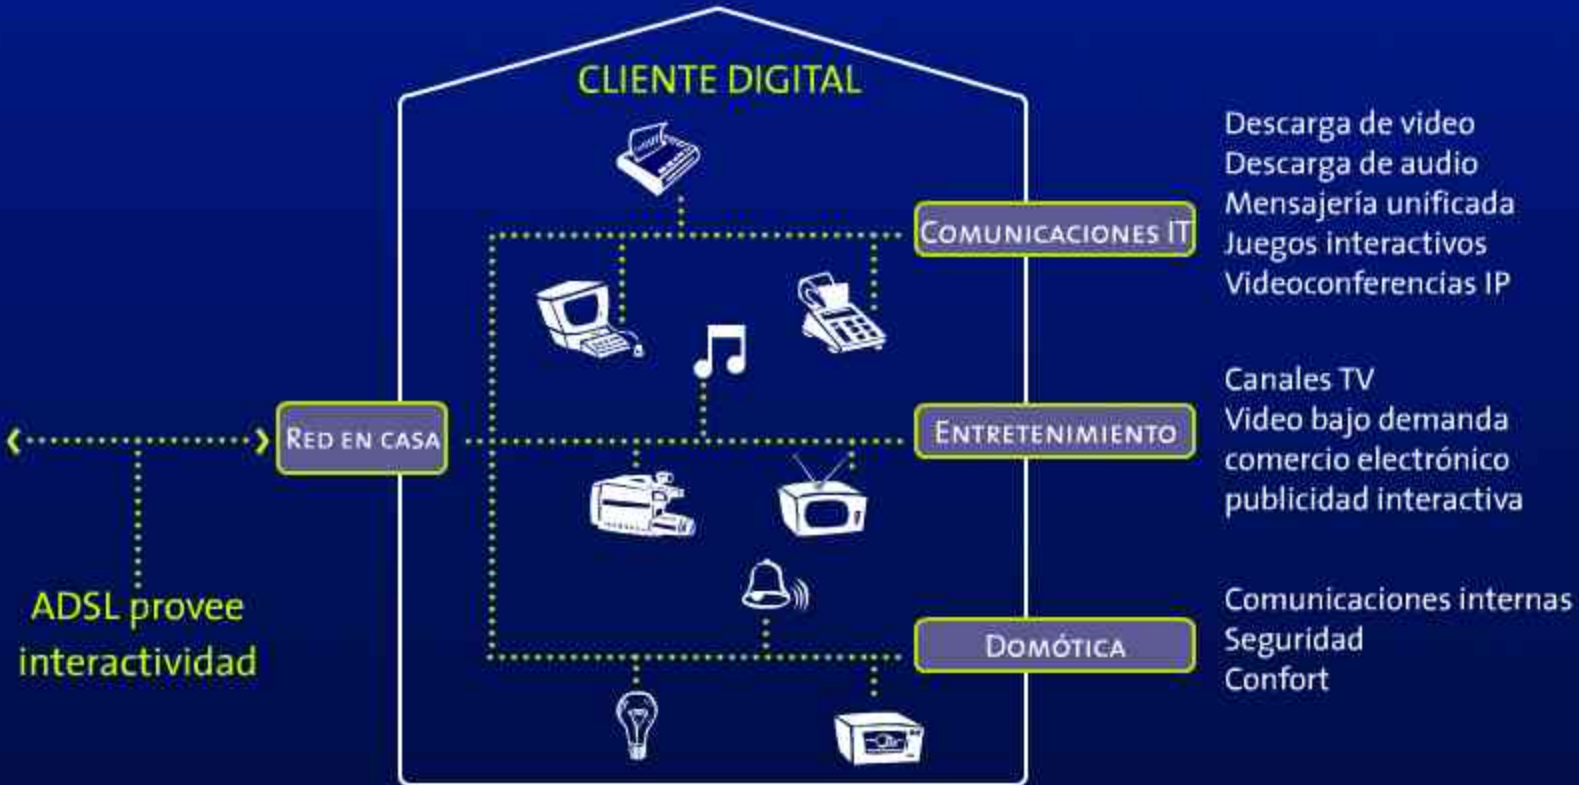 CLIENTE DIGITAL
COMUNICACIONES IT
Descarga de video
Descarga de audio
Mensajería unificada
Juegos interactivos
Videoconferencias IP
RED EN CASA
ADSL provee
interactividad
ENTRETENIMIENTO
Canales TV
Video bajo demanda
comercio electrónico
publicidad interactiva
DOMÓTICA
Comunicaciones internas
Seguridad
Confort